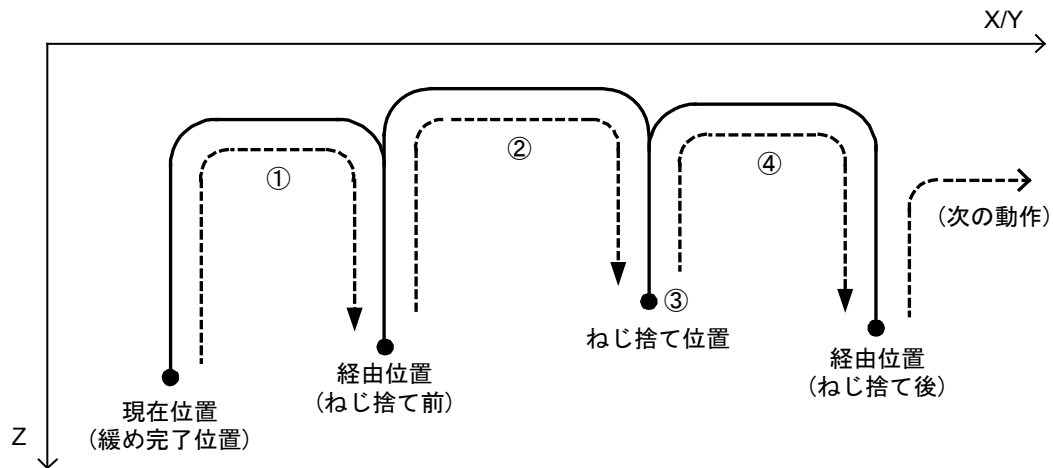 X/Y
①
②
④
(次の動作)
③
ねじ捨て位置
経由位置
(ねじ捨て前)
経由位置
(ねじ捨て後)
現在位置
(緩め完了位置)
Z